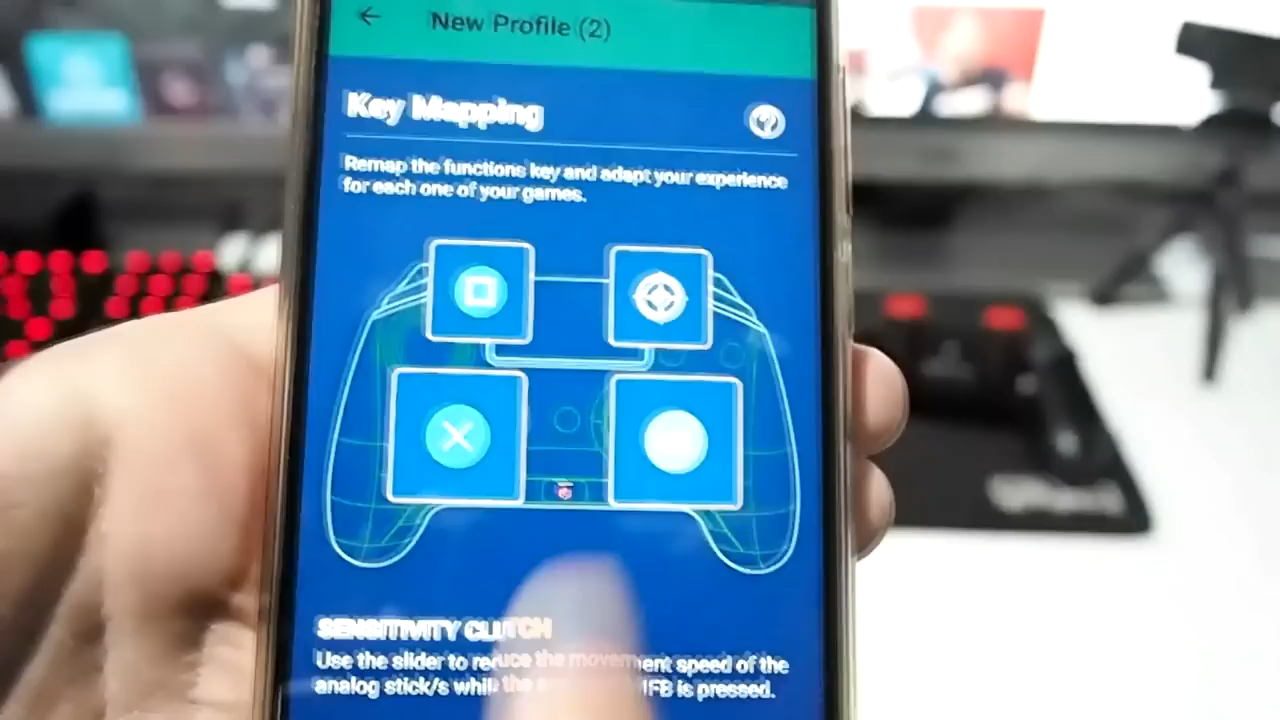 New Profile (2)
Key Mapping
Remap the functions key and adapt your experience
for each one of your games.
SENSITIVITY CLUTCH
Use the slider to reduce the movement speed of the
analog stick/s while the MFB is pressed.